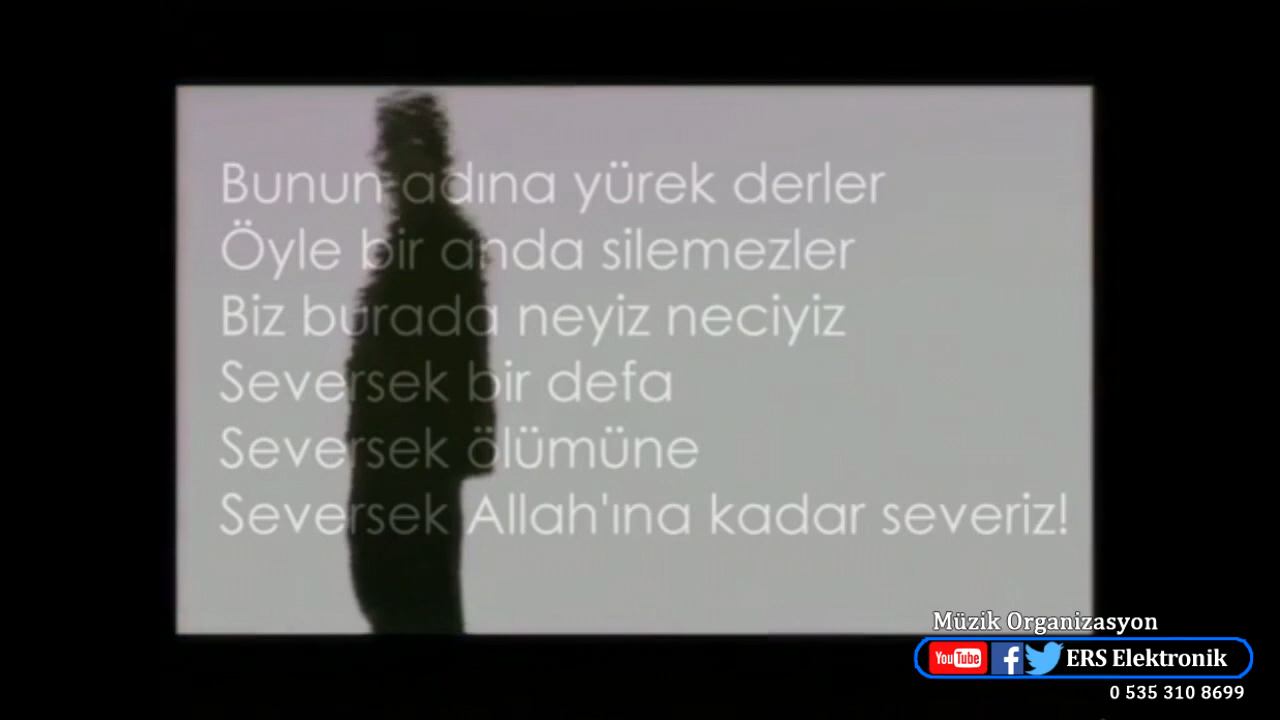 Bunun adına yürek derler
Öyle bir anda silemezler
Biz burada neyiz neciyiz
Seversek bir defa
Seversek ölümüne
Seversek Allah'ına kadar severiz!
Müzik Organizasyon
YouTube ERS Elektronik
0 535 310 8699